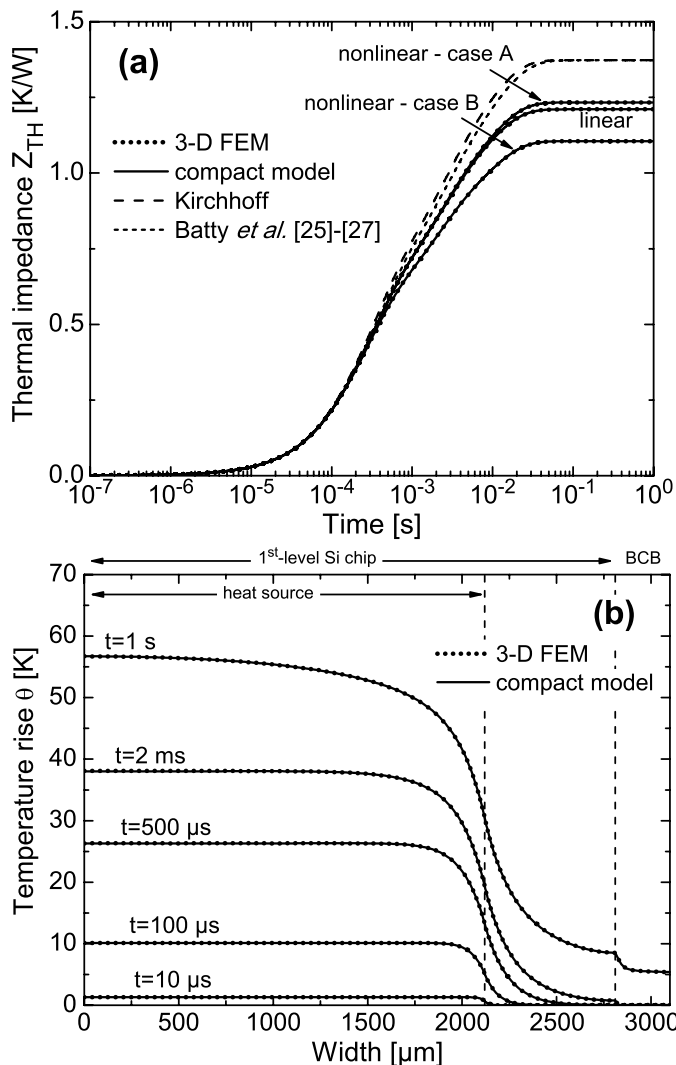 1.5
(a)
nonlinear - case A
nonlinear - case B
linear
3-D FEM
compact model
Kirchhoff
Batty et al. [25]-[27]
Thermal impedance Z_TH [K/W]
1.0
0.5
0.0
10^-7 10^-6 10^-5 10^-4 10^-3 10^-2 10^-1 10^0
Time [s]
1^st-level Si chip
BCB
70
heat source
(b)
60
t=1 s
3-D FEM
compact model
50
Temperature rise θ [K]
40
t=2 ms
30
t=500 µs
20
t=100 µs
10
t=10 µs
0
0 500 1000 1500 2000 2500 3000
Width [µm]